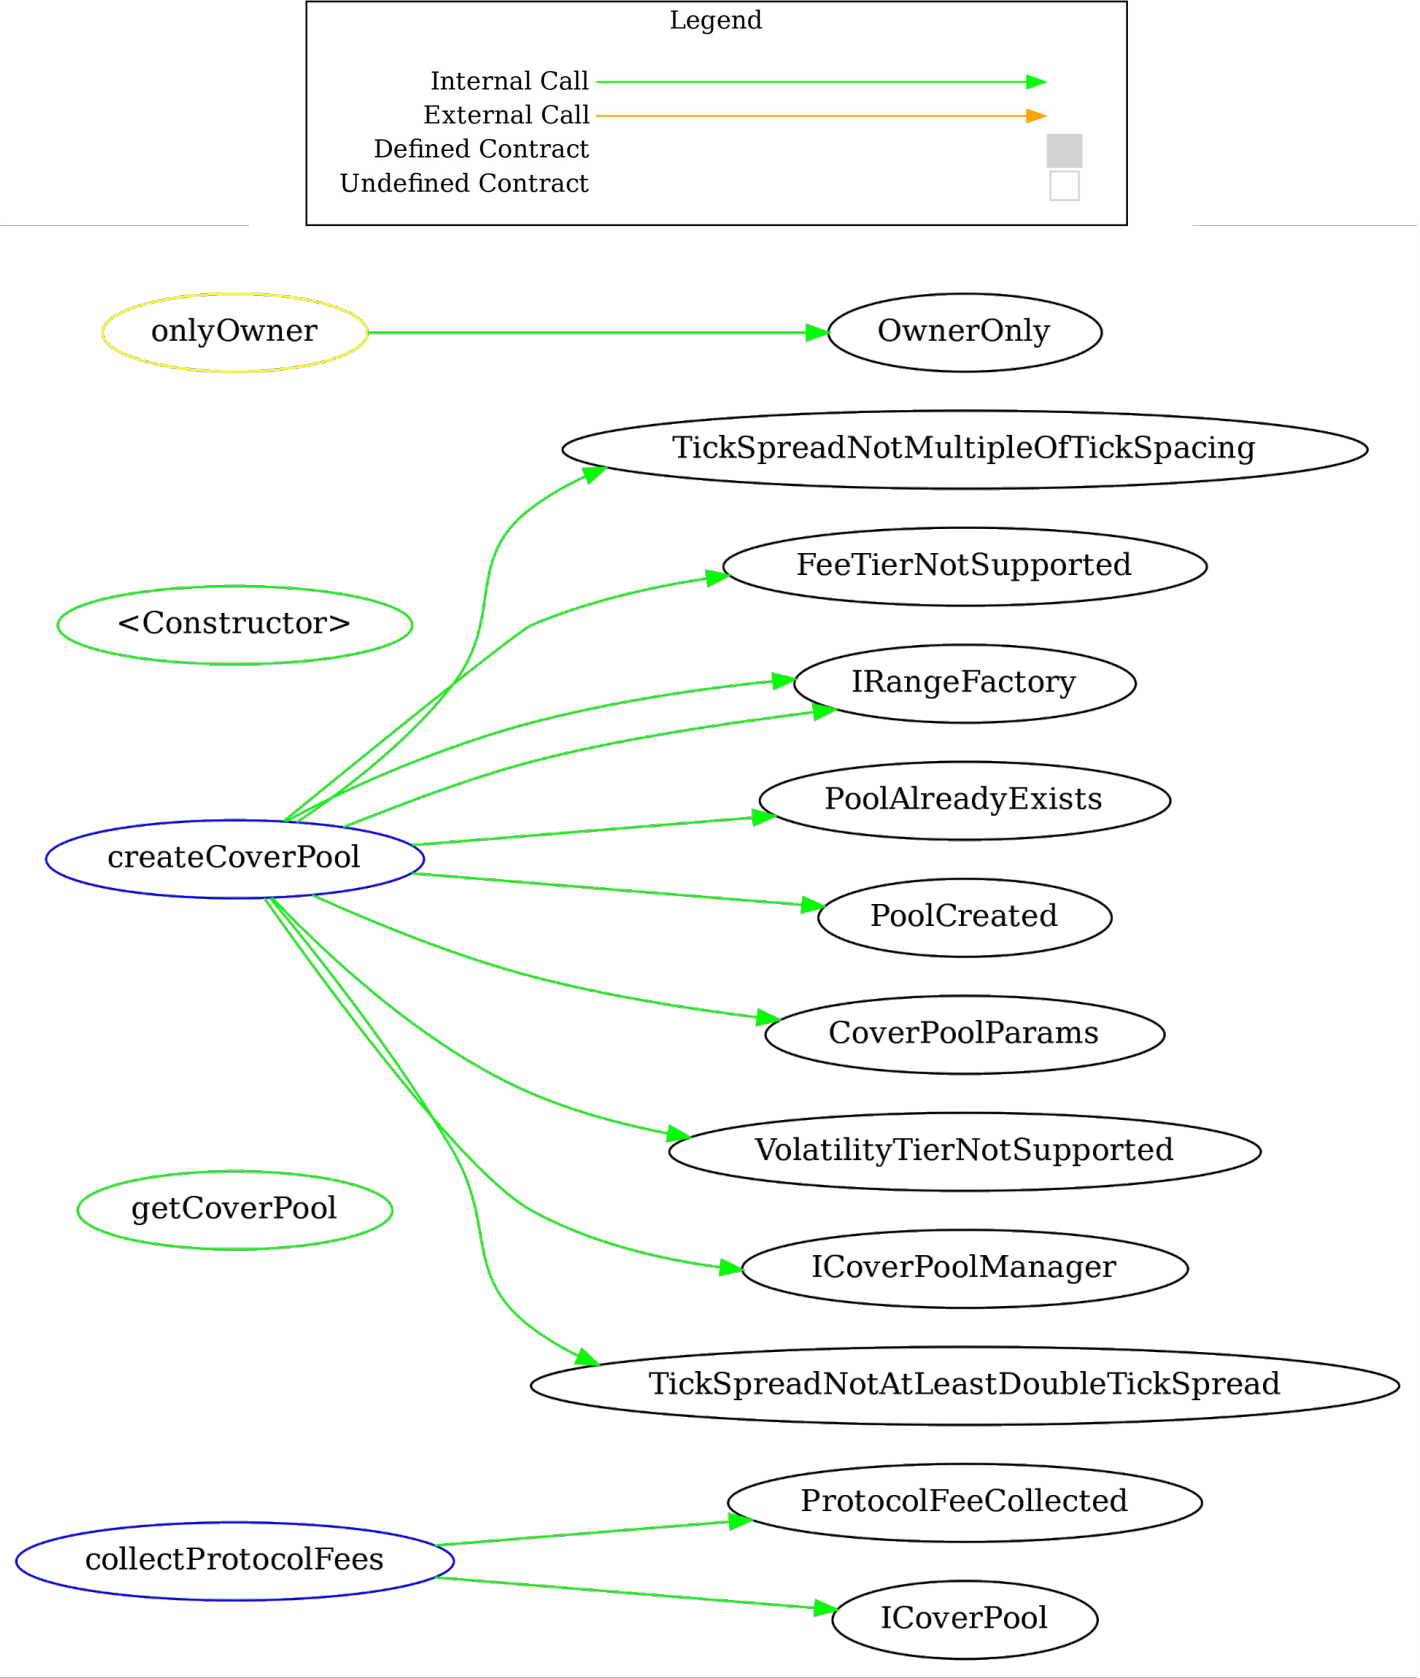 Legend
Internal Call
External Call
Defined Contract
Undefined Contract
onlyOwner
OwnerOnly
TickSpreadNotMultipleOfTickSpacing
FeeTierNotSupported
<Constructor>
IRangeFactory
PoolAlreadyExists
createCoverPool
PoolCreated
CoverPoolParams
VolatilityTierNotSupported
getCoverPool
ICoverPoolManager
TickSpreadNotAtLeastDoubleTickSpread
ProtocolFeeCollected
collectProtocolFees
ICoverPool